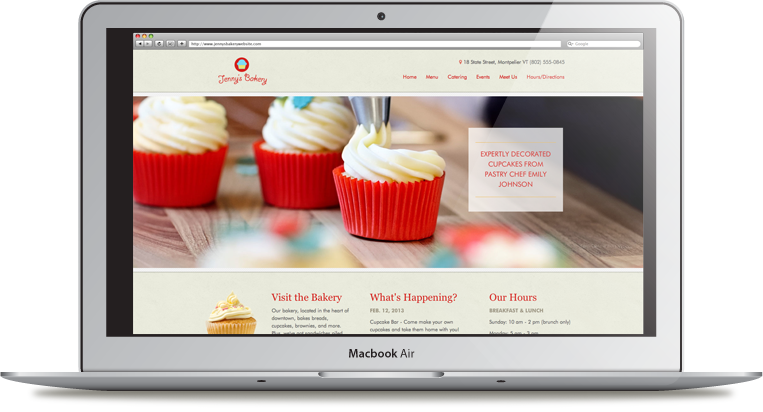 http://www.jennysbakerywebsite.com
Google
18 State Street, Montpelier VT (802) 555-0845
Jenny's Bakery
Home Menu Catering Events Meet Us Hours/Directions
EXPERTLY DECORATED
CUPCAKES FROM
PASTRY CHEF EMILY
JOHNSON
Visit the Bakery
Our bakery, located in the heart of
downtown, bakes breads,
cupcakes, brownies, and more.
What's Happening?
FEB. 12, 2013
Cupcake Bar - Come make your own
cupcakes and take them home with you!
Our Hours
BREAKFAST & LUNCH
Sunday: 10 am - 2 pm (brunch only)
Macbook Air